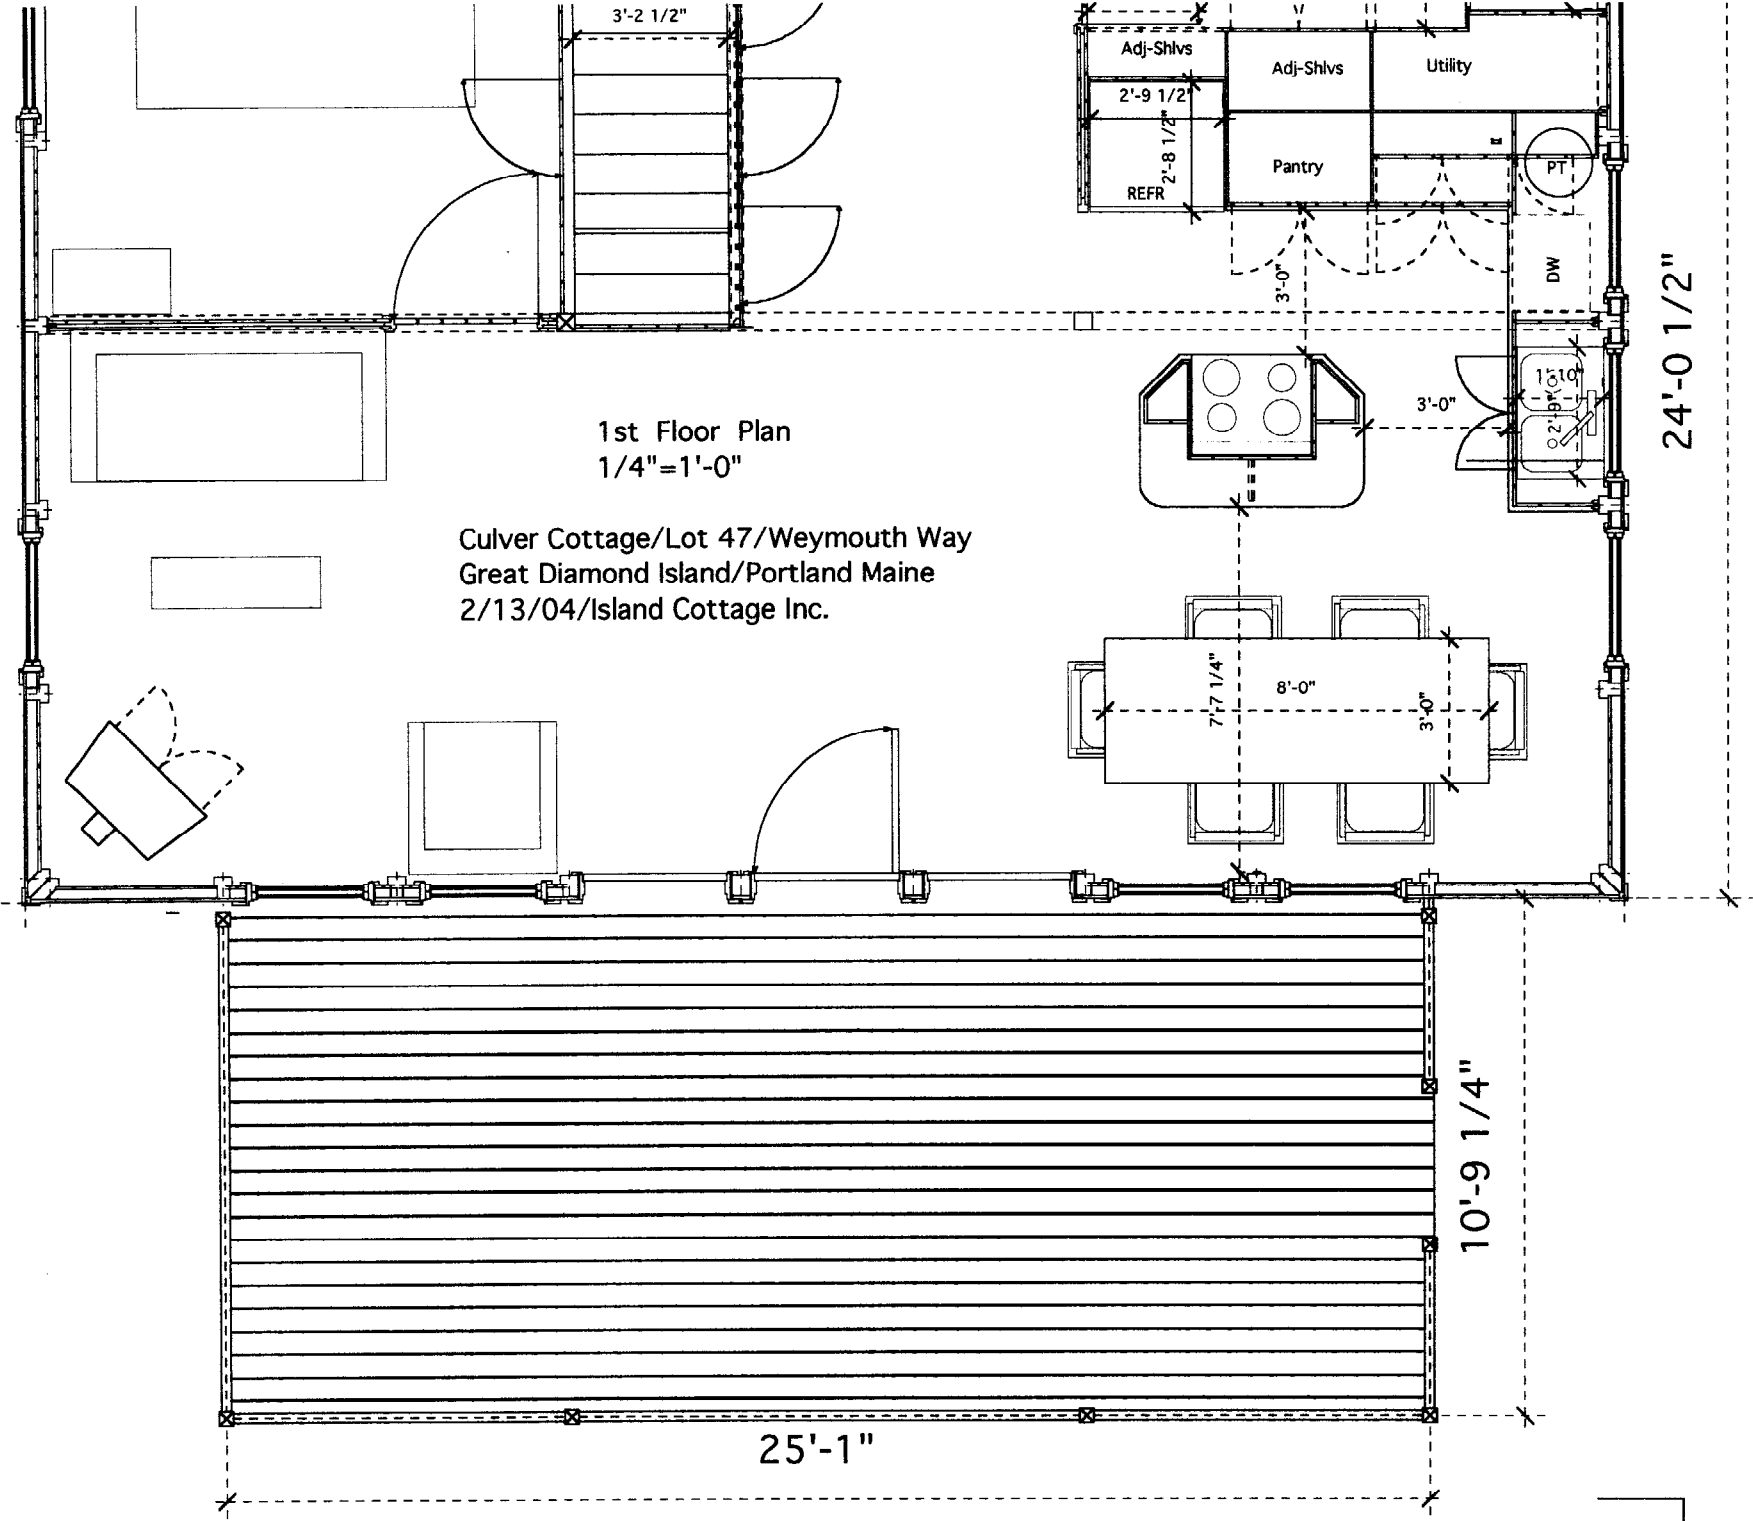 3'-2 1/2"
Adj-Shlvs
Adj-Shlvs
Utility
2'-9 1/2"
2'-8 1/2"
Pantry
PT
REFR
3'-0"
DW
24'-0 1/2"
1'-10"
2'-9"
3'-0"
1st Floor Plan
1/4"=1'-0"
Culver Cottage/Lot 47/Weymouth Way
Great Diamond Island/Portland Maine
2/13/04/Island Cottage Inc.
7'-7 1/4"
8'-0"
3'-0"
10'-9 1/4"
25'-1"